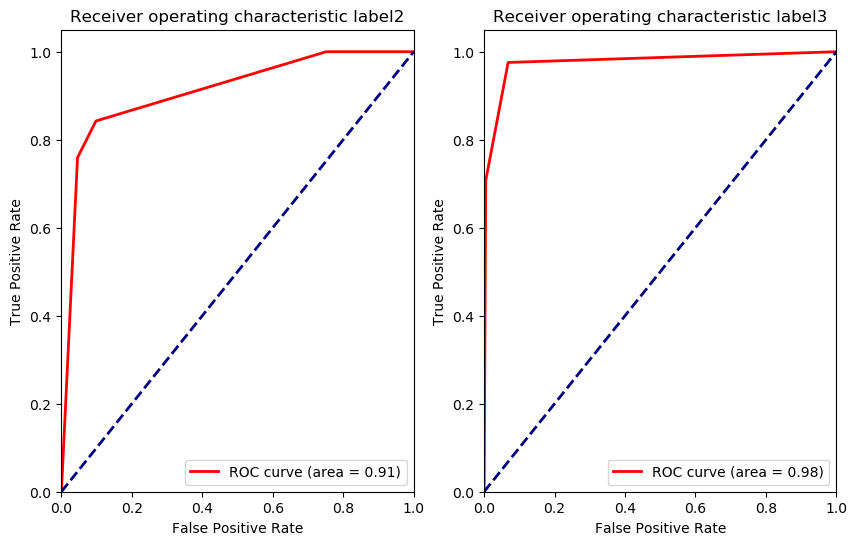 Receiver operating characteristic label2
1.0
0.8
0.6
0.4
0.2
0.0
True Positive Rate
ROC curve (area = 0.91)
0.0 0.2 0.4 0.6 0.8 1.0
False Positive Rate
Receiver operating characteristic label3
1.0
0.8
0.6
0.4
0.2
0.0
True Positive Rate
ROC curve (area = 0.98)
0.0 0.2 0.4 0.6 0.8 1.0
False Positive Rate